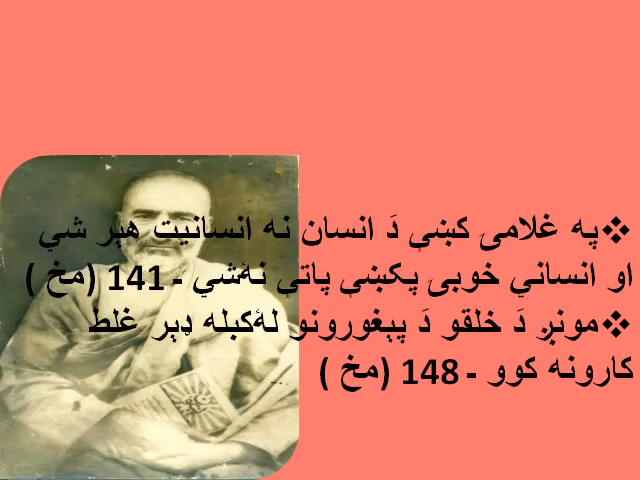 ❖په غلامۍ کښې دَ انسان نه انسانيت هېر شي
او انساني خوبۍ پکښې پاتې نۀشي - 141 (مخ )
❖مونږ دَ خلقو دَ پېغورونو لۀکبله ډېر غلط
کارونه کوو - 148 (مخ )